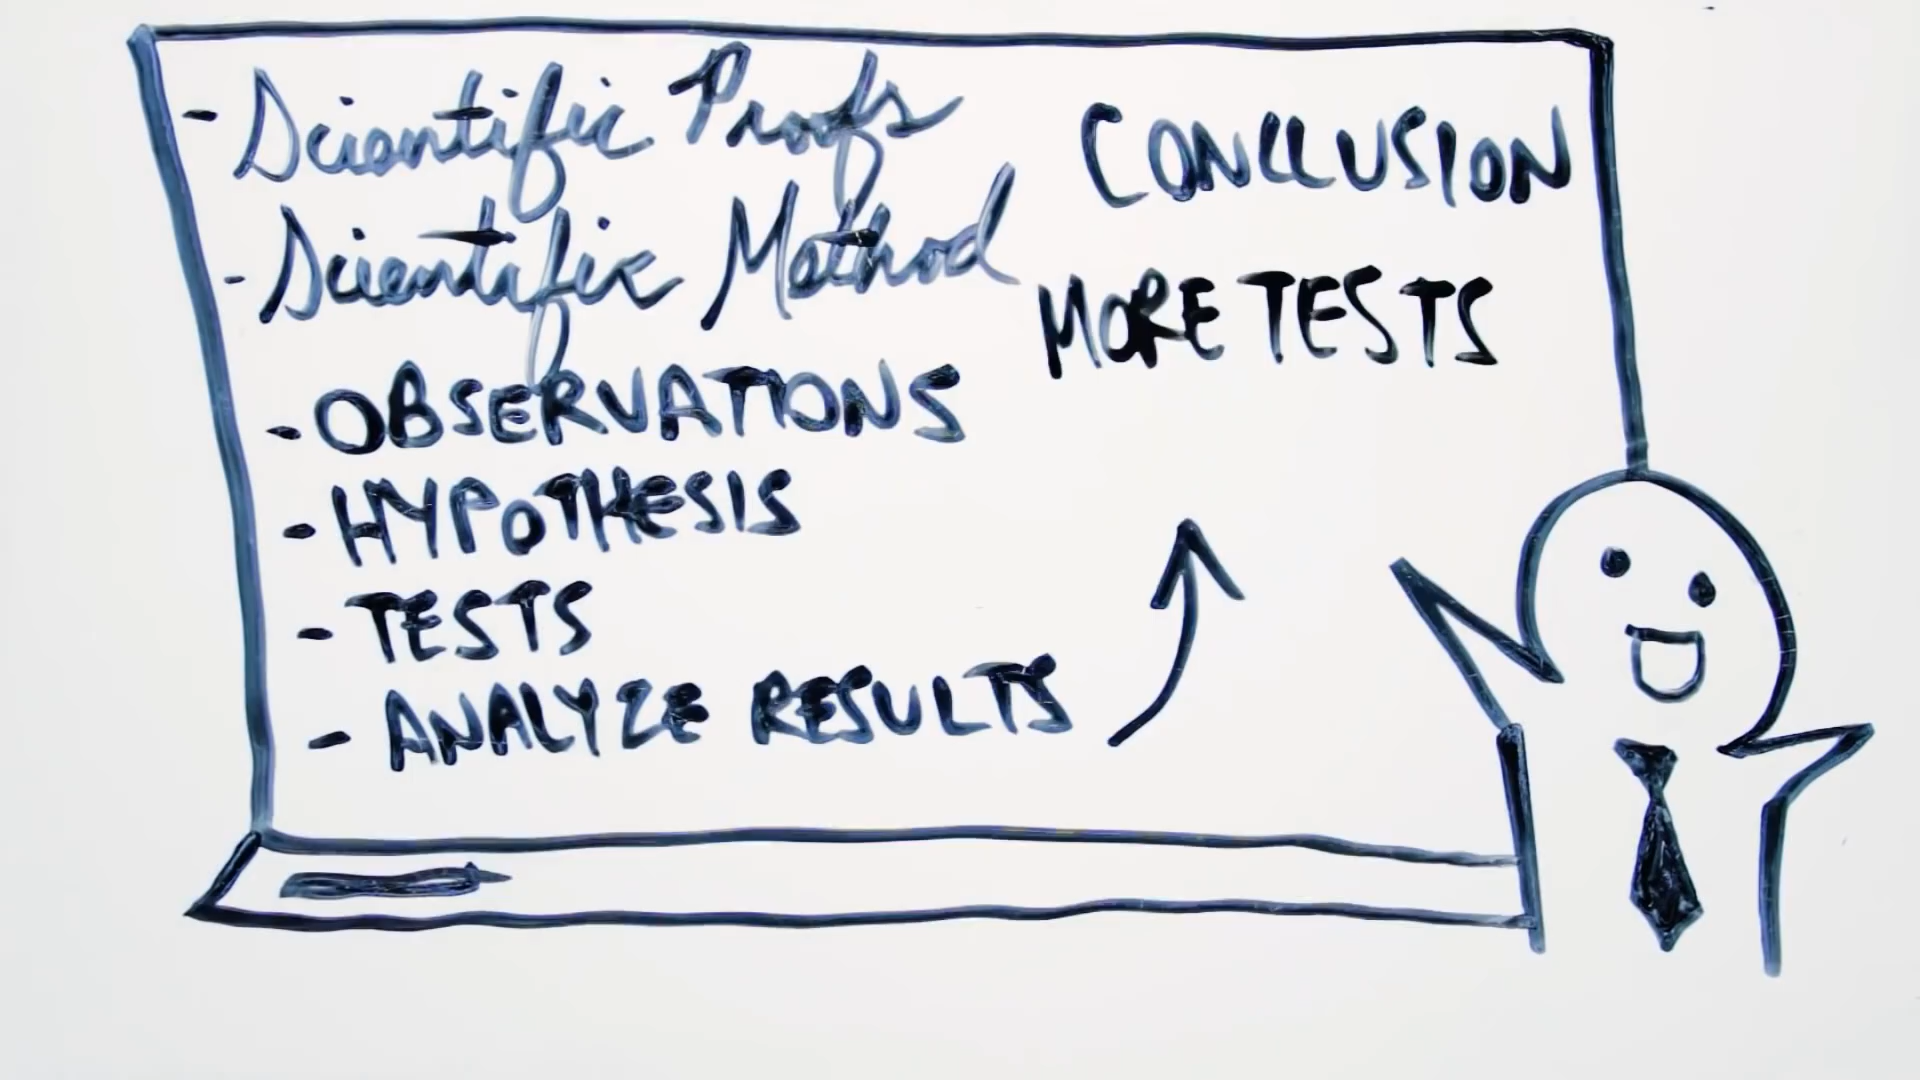 - Scientific Proofs
- Scientific Method
- OBSERVATIONS
- HYPOTHESIS
- TESTS
- ANALYZE RESULTS
CONCLUSION
MORE TESTS